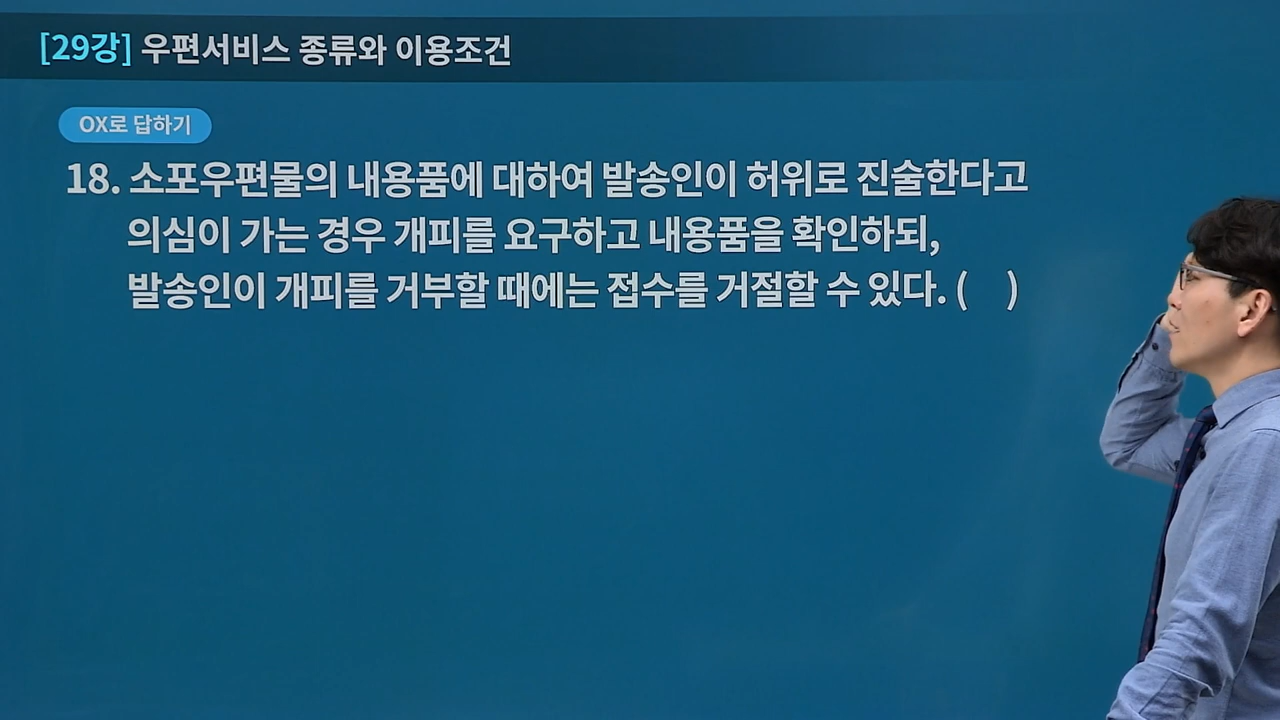 [29강] 우편서비스 종류와 이용조건
OX로 답하기
18. 소포우편물의 내용품에 대하여 발송인이 허위로 진술한다고
의심이 가는 경우 개피를 요구하고 내용품을 확인하되,
발송인이 개피를 거부할 때에는 접수를 거절할 수 있다. (    )